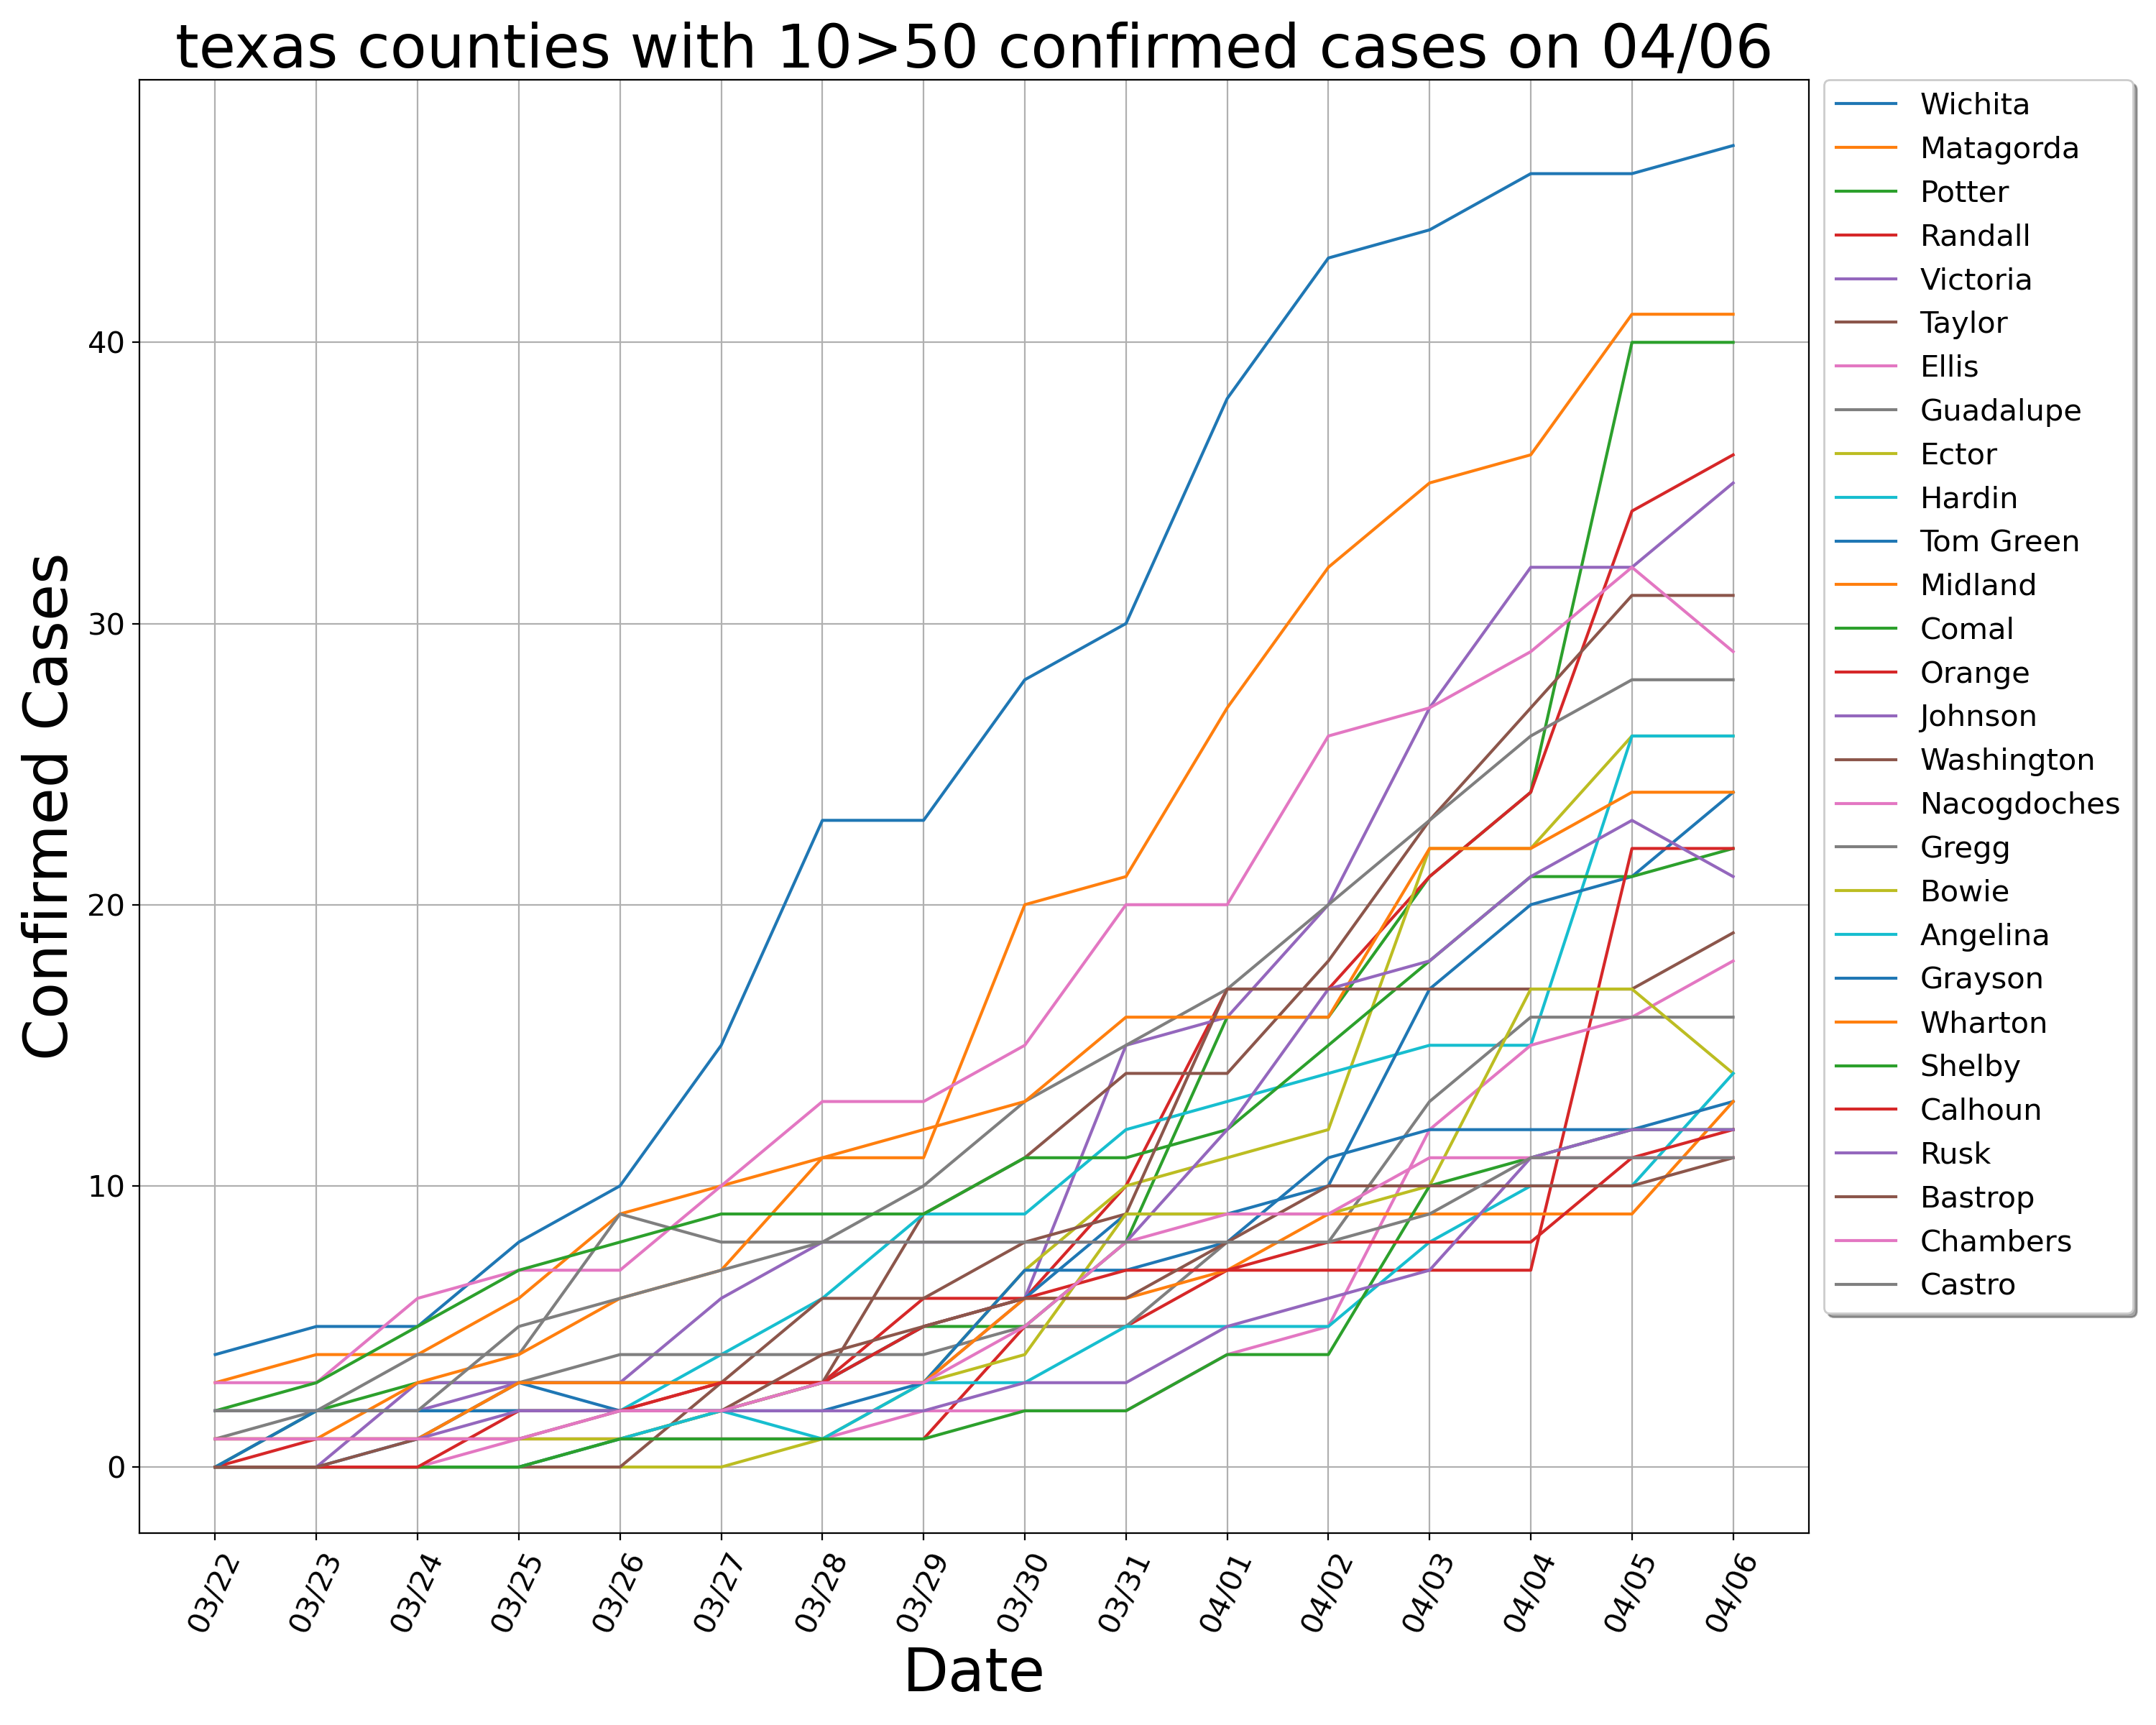 texas counties with 10>50 confirmed cases on 04/06
Confirmed Cases
40
30
20
10
0
03/22
03/23
03/24
03/25
03/26
03/27
03/28
03/29
03/30
03/31
04/01
04/02
04/03
04/04
04/05
04/06
Date
Wichita
Matagorda
Potter
Randall
Victoria
Taylor
Ellis
Guadalupe
Ector
Hardin
Tom Green
Midland
Comal
Orange
Johnson
Washington
Nacogdoches
Gregg
Bowie
Angelina
Grayson
Wharton
Shelby
Calhoun
Rusk
Bastrop
Chambers
Castro